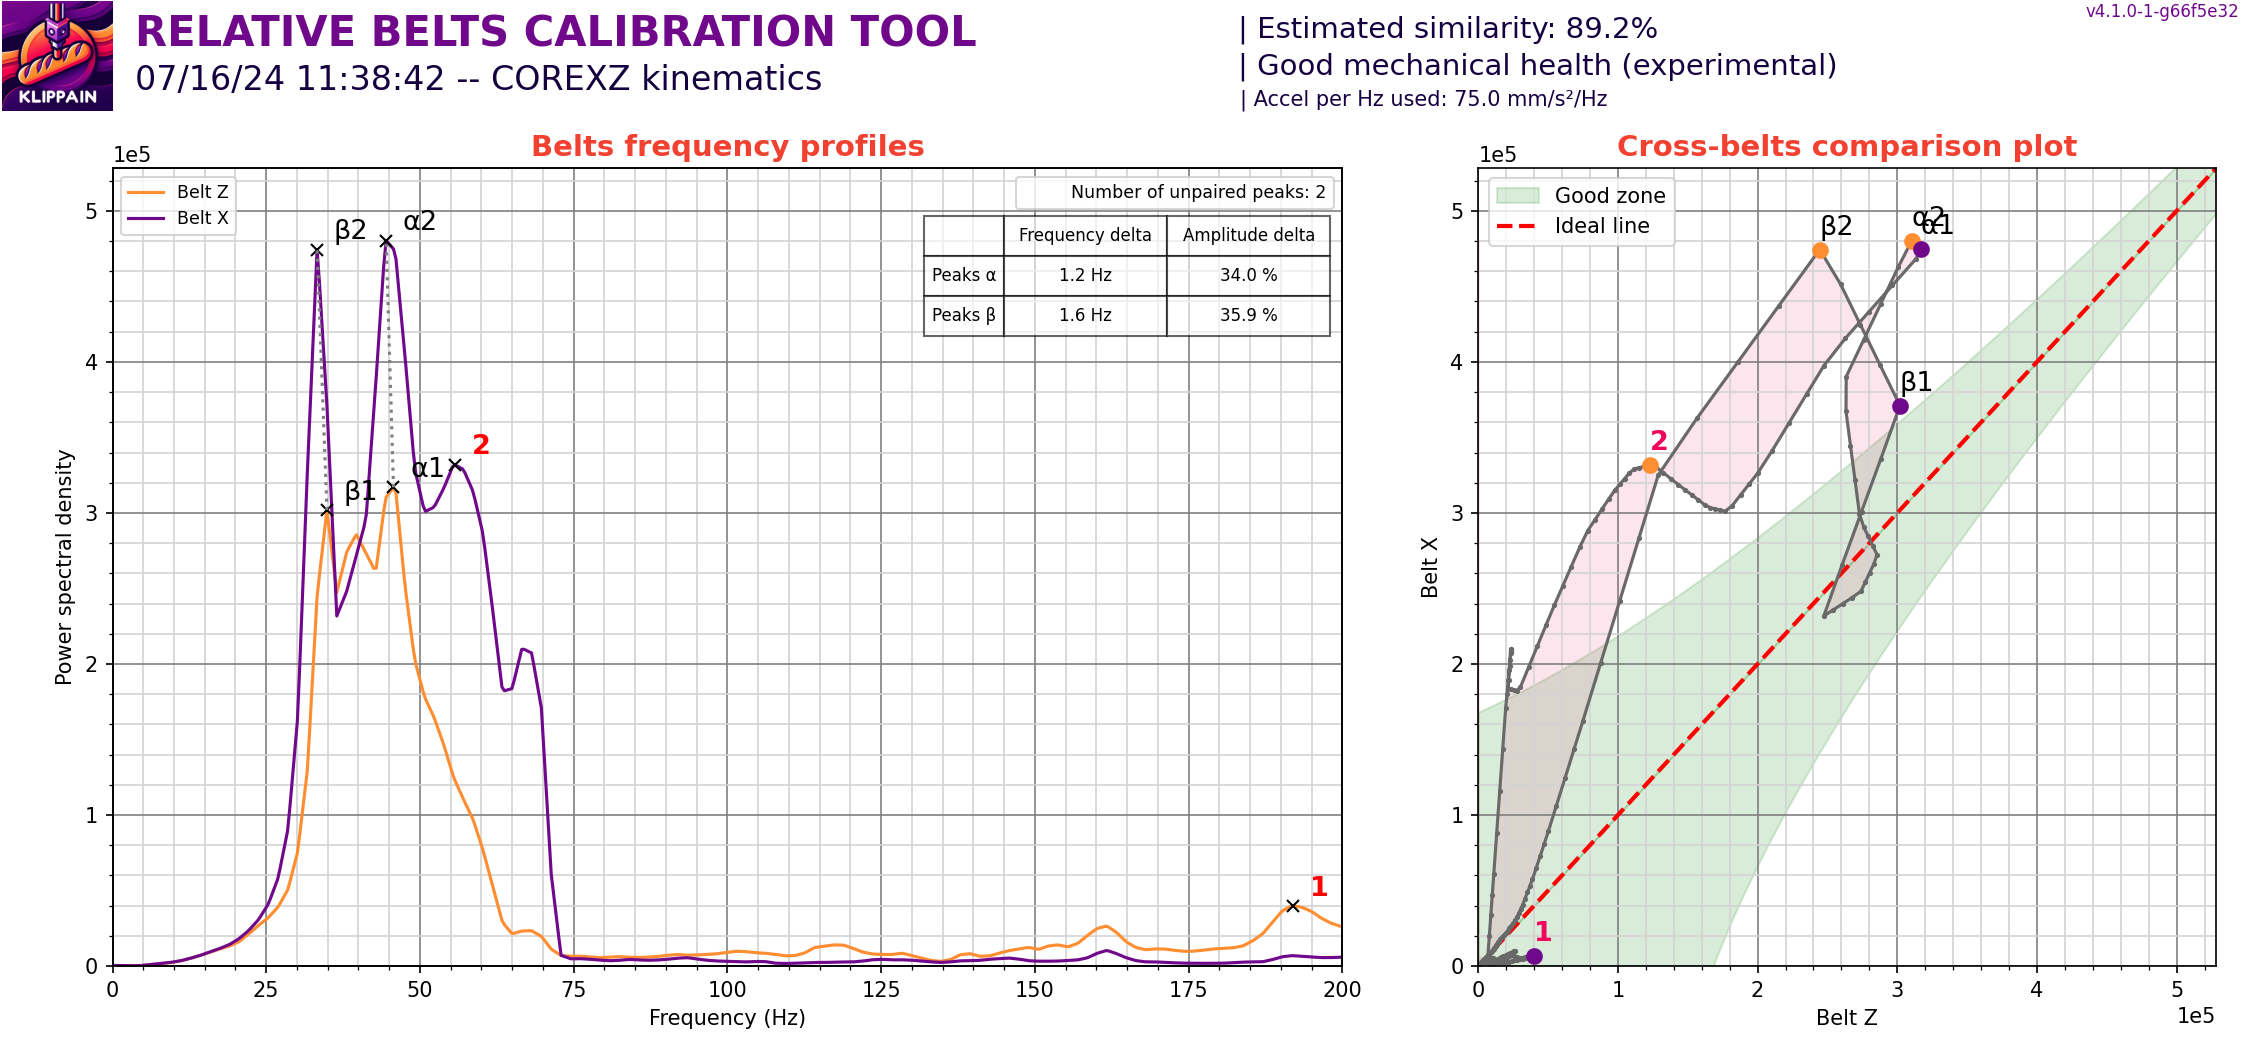 KLIPPAIN
RELATIVE BELTS CALIBRATION TOOL
07/16/24 11:38:42 -- COREXZ kinematics
| Estimated similarity: 89.2%
| Good mechanical health (experimental)
| Accel per Hz used: 75.0 mm/s²/Hz
v4.1.0-1-g66f5e32
Belts frequency profiles
1e5
Belt Z
Belt X
Number of unpaired peaks: 2
Frequency delta Amplitude delta
Peaks α 1.2 Hz 34.0 %
Peaks β 1.6 Hz 35.9 %
β2
α2
2
α1
β1
1
5
4
3
2
1
0
Power spectral density
0 25 50 75 100 125 150 175 200
Frequency (Hz)
Cross-belts comparison plot
1e5
Good zone
Ideal line
β2
α2
α1
β1
2
1
5
4
3
2
1
0
Belt X
0 1 2 3 4 5
Belt Z
1e5